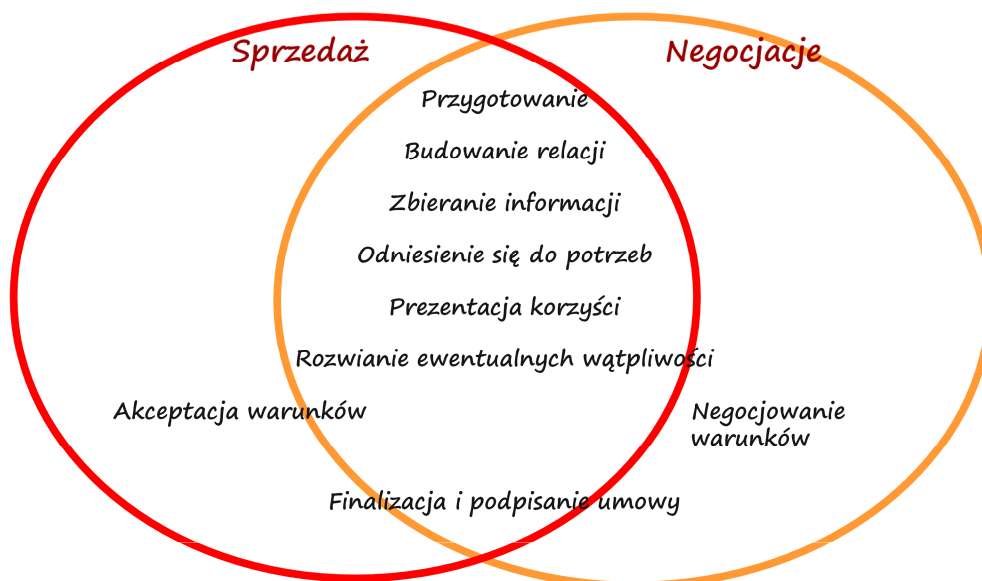 Sprzedaż
Negocjacje
Przygotowanie
Budowanie relacji
Zbieranie informacji
Odniesienie się do potrzeb
Prezentacja korzyści
Rozwianie ewentualnych wątpliwości
Akceptacja warunków
Negocjowanie
warunków
Finalizacja i podpisanie umowy